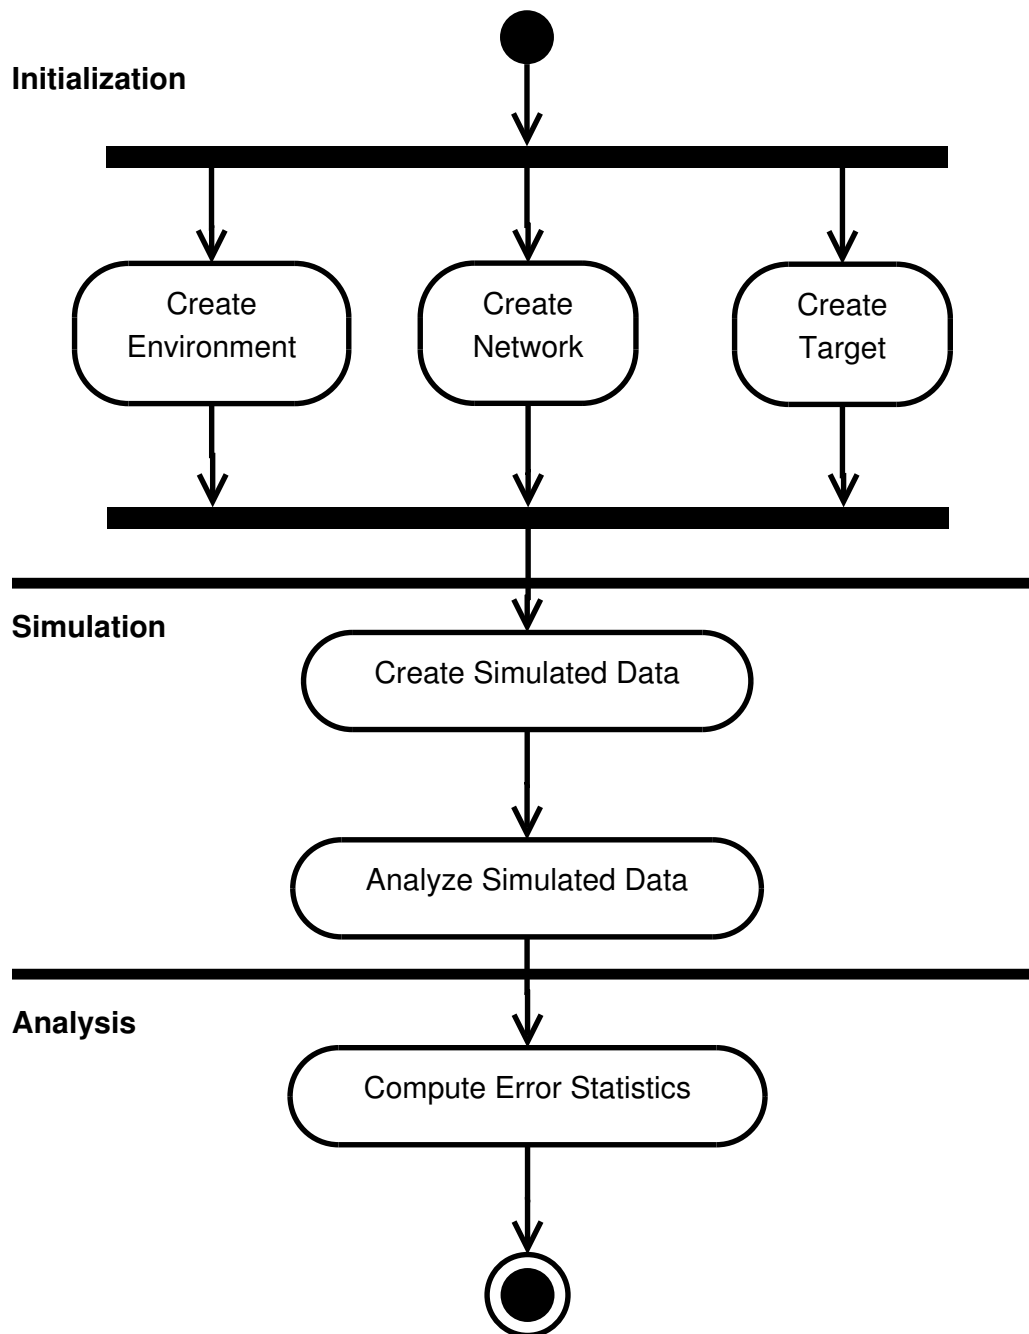 Initialization
Create
Environment
Create
Network
Create
Target
Simulation
Create Simulated Data
Analyze Simulated Data
Analysis
Compute Error Statistics